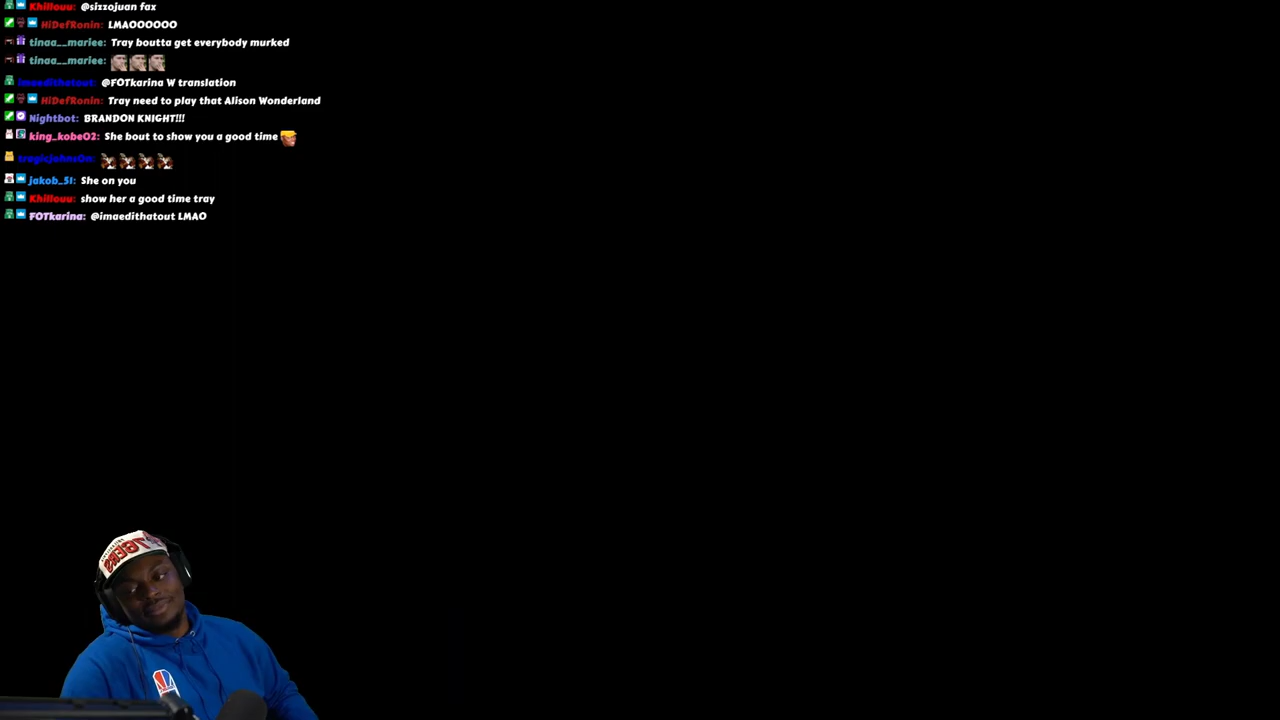 Khillouu: @sizzojuan fax
HiDefRonin: LMAOOOOOO
tinaa__mariee: Tray boutta get everybody murked
tinaa__mariee:
imaedithatout: @FOTkarina W translation
HiDefRonin: Tray need to play that Alison Wonderland
Nightbot: BRANDON KNIGHT!!!
king_kobe02: She bout to show you a good time
tragicjohns0n:
jakob_51: She on you
Khillouu: show her a good time tray
FOTkarina: @imaedithatout LMAO